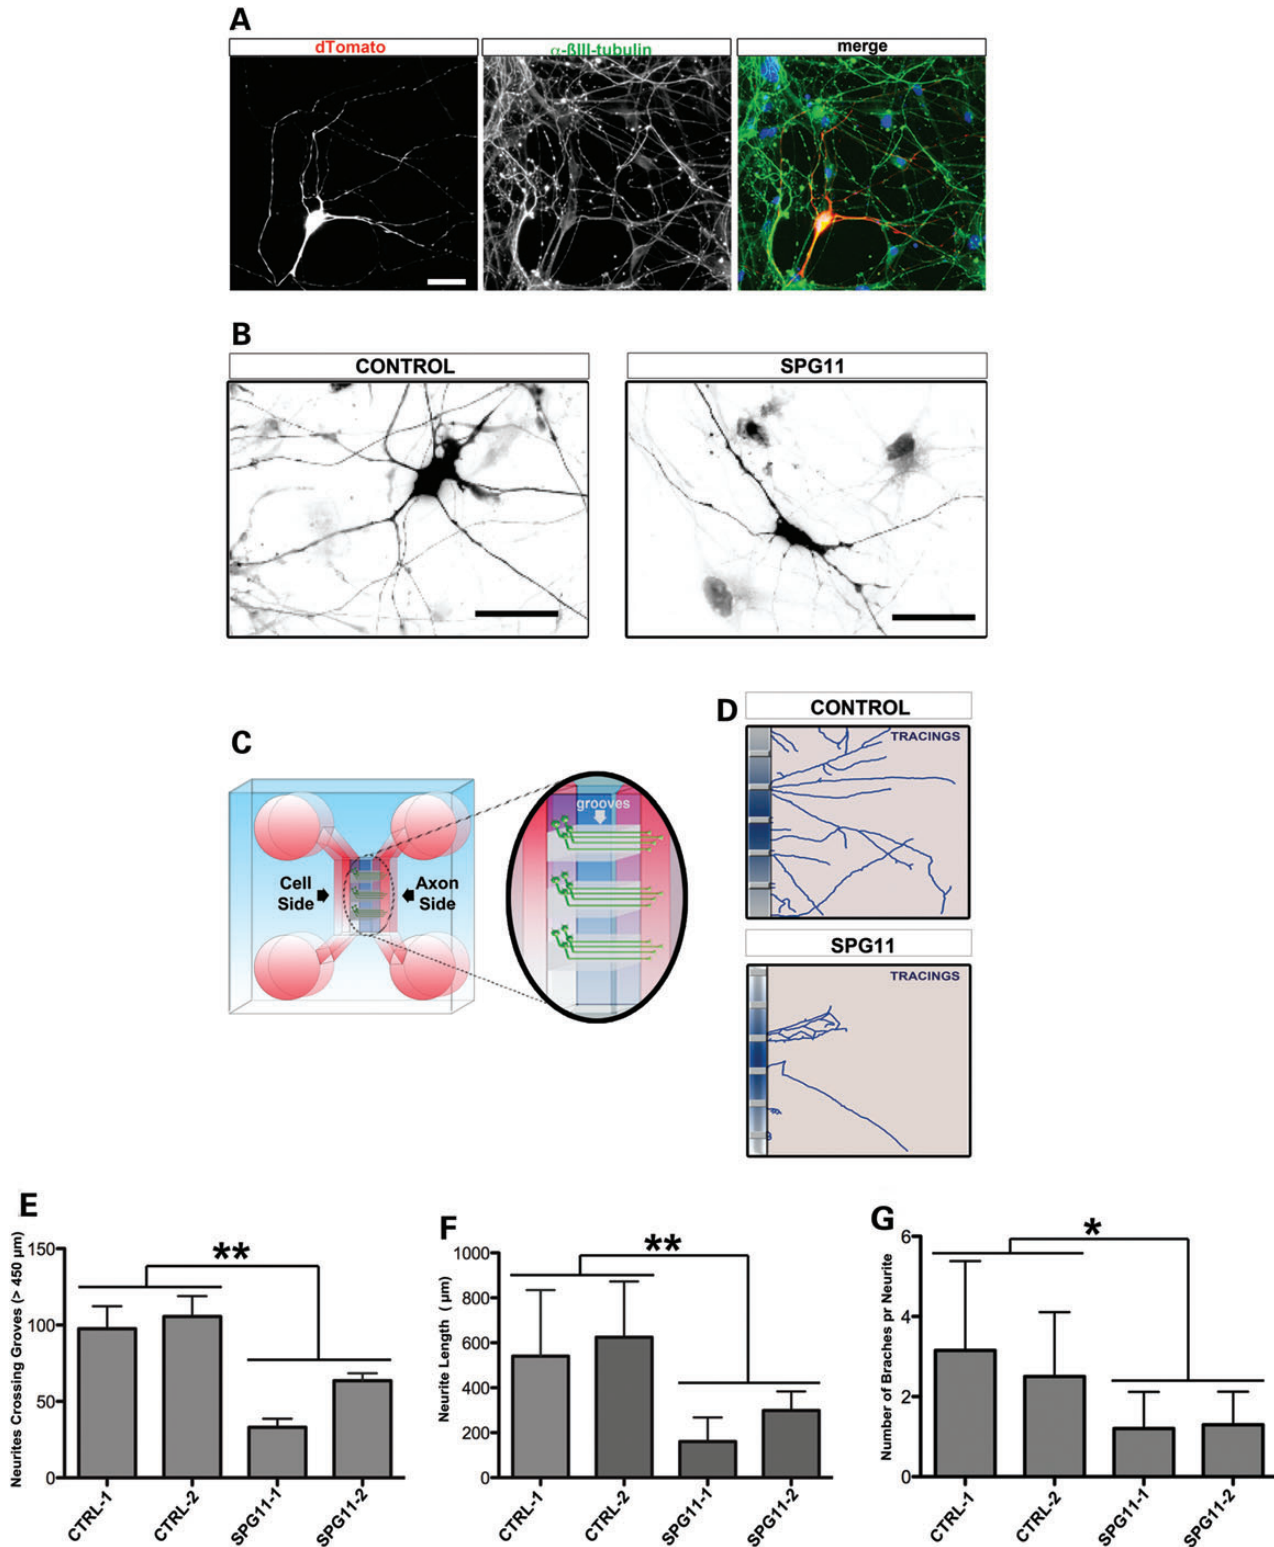 A
dTomato
α-βIII-tubulin
merge
B
CONTROL
SPG11
C
grooves
Cell
Side
Axon
Side
D
CONTROL
TRACINGS
SPG11
TRACINGS
E
Neurites Crossing Groves (> 450 µm)
150
100
50
0
**
CTRL-1
CTRL-2
SPG11-1
SPG11-2
F
Neurite Length ( µm)
1000
800
600
400
200
0
**
CTRL-1
CTRL-2
SPG11-1
SPG11-2
G
Number of Braches pr Neurite
6
4
2
0
*
CTRL-1
CTRL-2
SPG11-1
SPG11-2